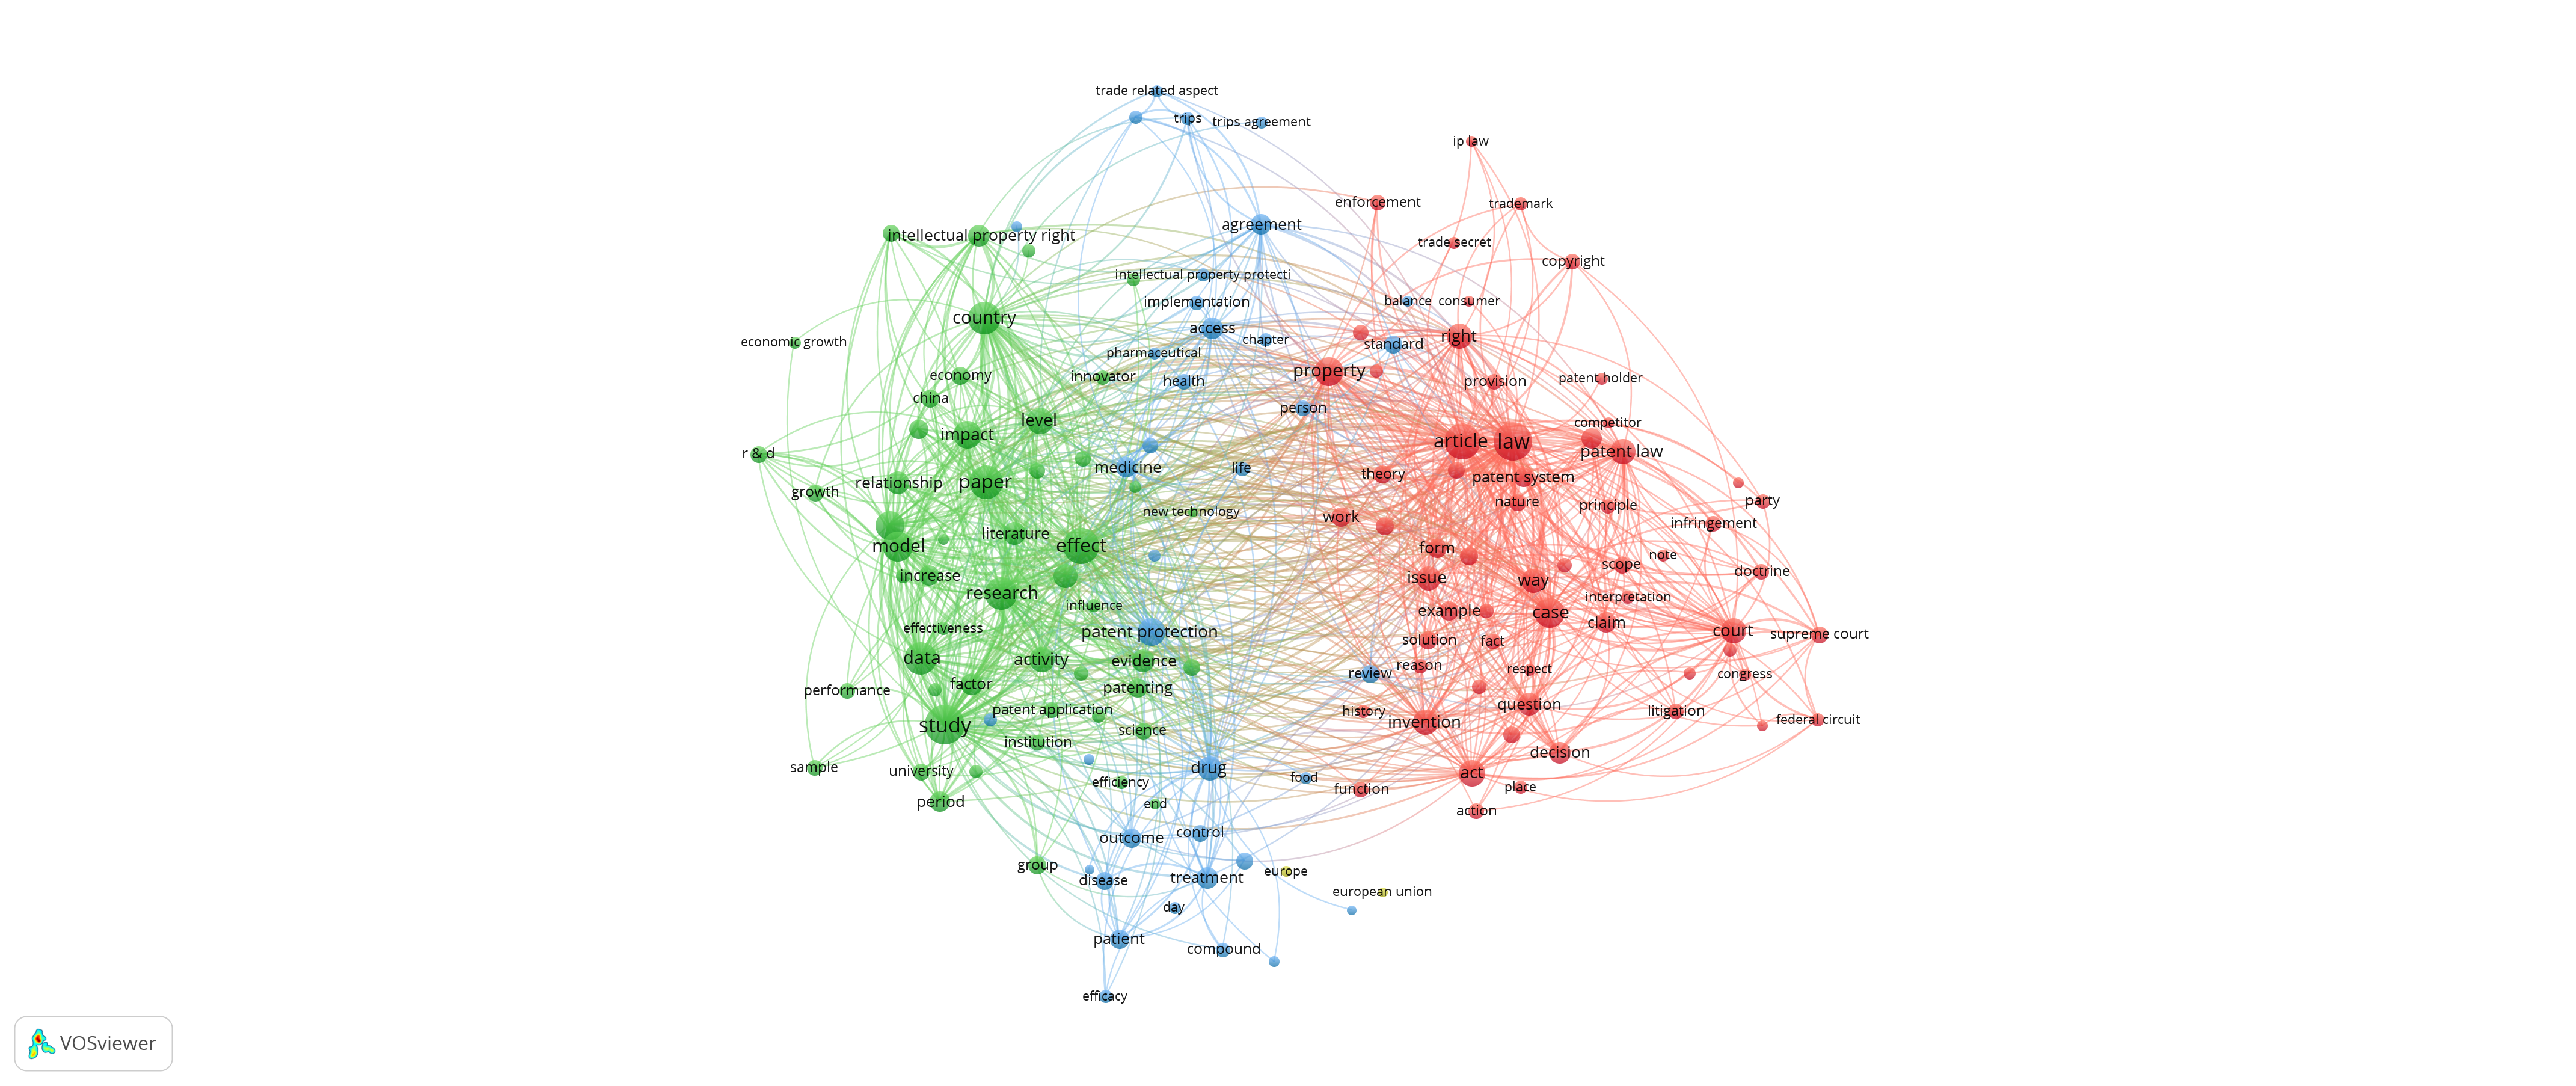 trade related aspect
trips
trips agreement
ip law
enforcement
trademark
agreement
intellectual property right
trade secret
copyright
intellectual property protecti
implementation
balance
consumer
country
access
right
economic growth
chapter
standard
pharmaceutical
property
economy
innovator
health
provision
patent holder
china
person
level
competitor
impact
article
law
patent law
r & d
medicine
life
theory
patent system
relationship
paper
growth
nature
party
principle
new technology
work
infringement
literature
model
effect
form
note
scope
increase
issue
way
doctrine
research
influence
interpretation
example
case
claim
effectiveness
patent protection
court
supreme court
solution
fact
data
activity
evidence
reason
respect
review
congress
factor
patenting
performance
patent application
history
question
litigation
study
invention
federal circuit
science
institution
decision
sample
university
drug
act
efficiency
food
function
place
period
end
action
outcome
control
group
disease
treatment
europe
european union
day
patient
compound
efficacy
VOSviewer